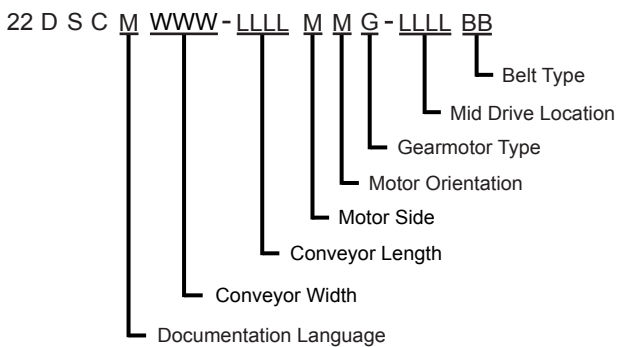 22 D S C M WWW - LLLL M M G - LLLL BB
Belt Type
Mid Drive Location
Gearmotor Type
Motor Orientation
Motor Side
Conveyor Length
Conveyor Width
Documentation Language